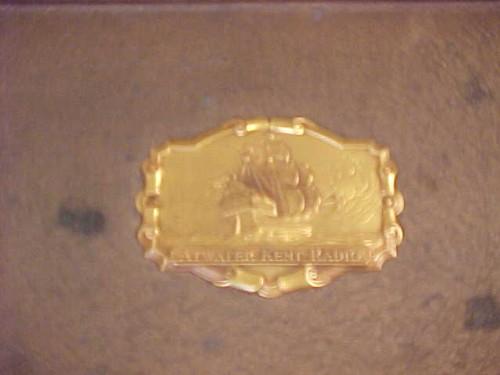 ATWATER KENT RADIO